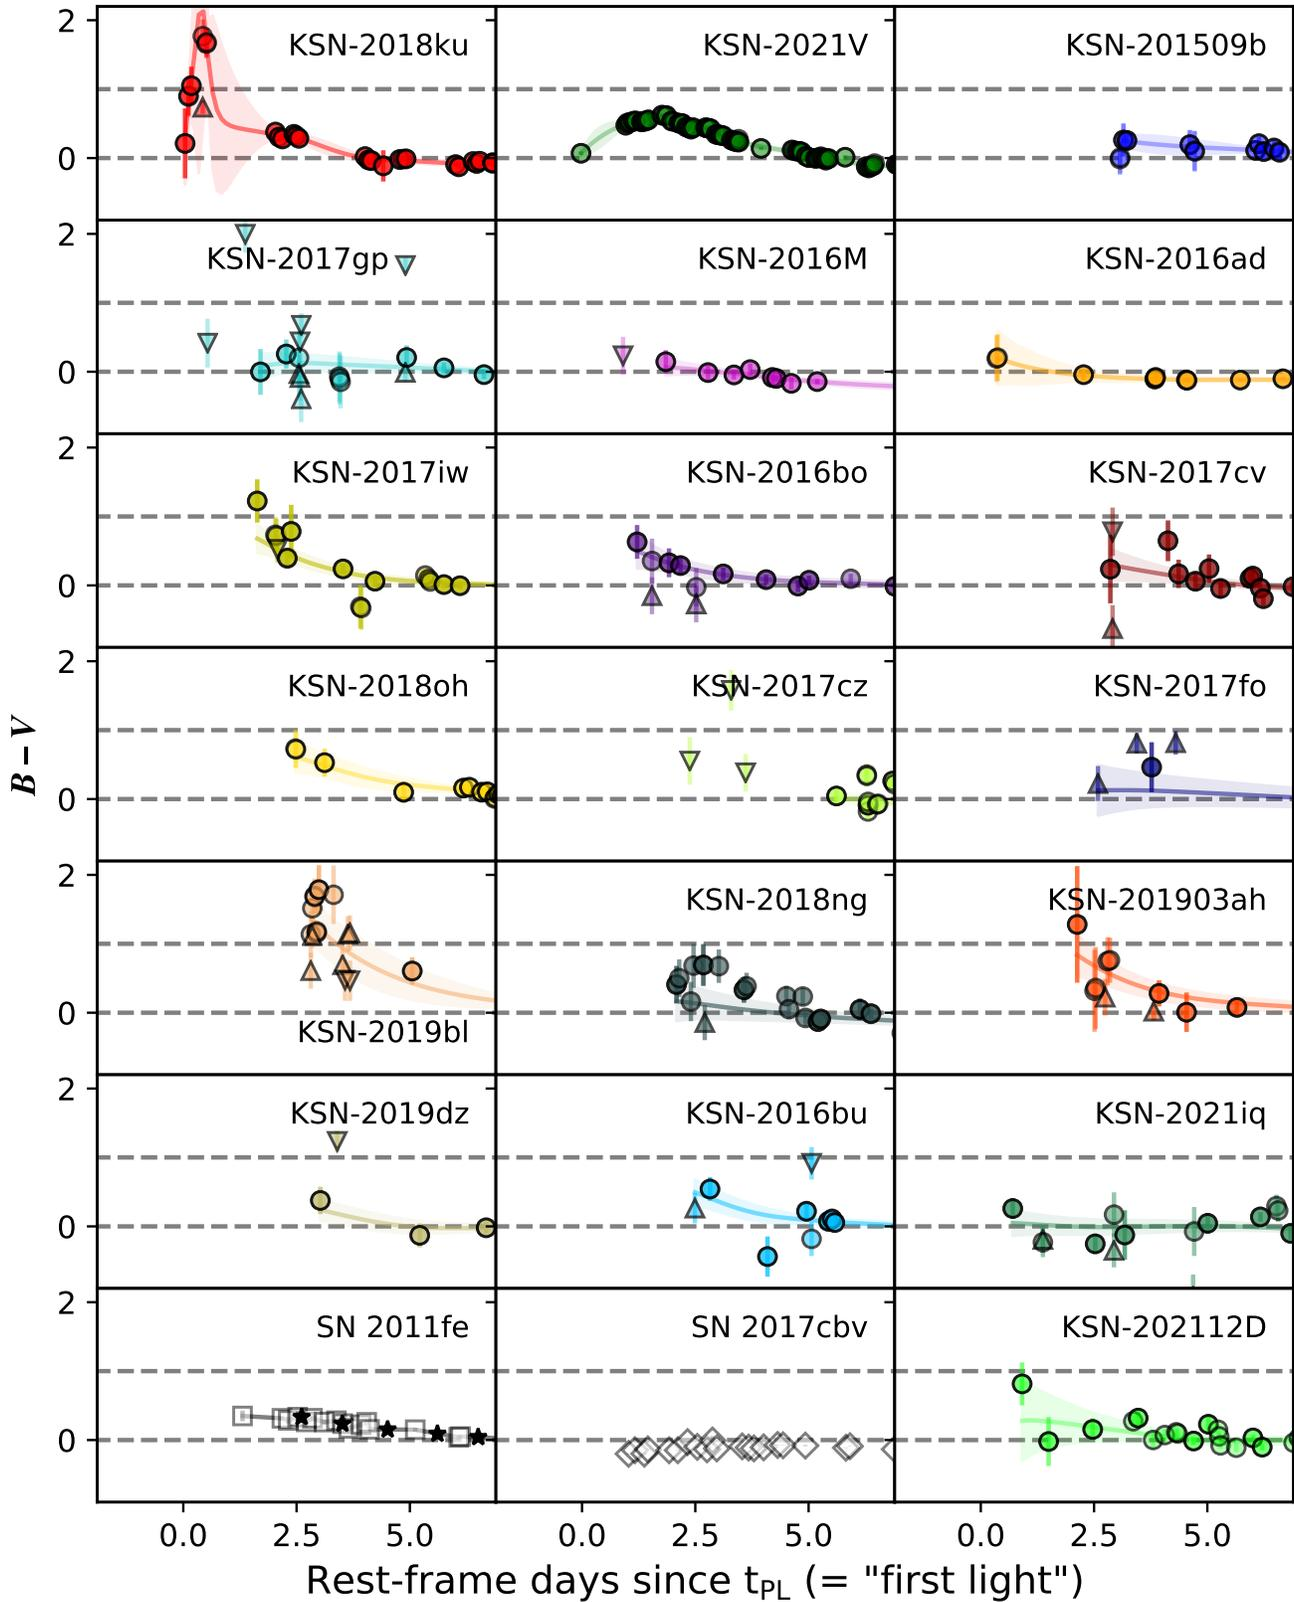 2
KSN-2018ku
KSN-2021V
KSN-201509b
0
2
KSN-2017gp
KSN-2016M
KSN-2016ad
0
2
KSN-2017iw
KSN-2016bo
KSN-2017cv
0
2
KSN-2018oh
KSN-2017cz
KSN-2017fo
B − V
0
2
KSN-2018ng
KSN-201903ah
0
KSN-2019bl
2
KSN-2019dz
KSN-2016bu
KSN-2021iq
0
2
SN 2011fe
SN 2017cbv
KSN-202112D
0
0.0 2.5 5.0 0.0 2.5 5.0 0.0 2.5 5.0
Rest-frame days since tPL (= "first light")